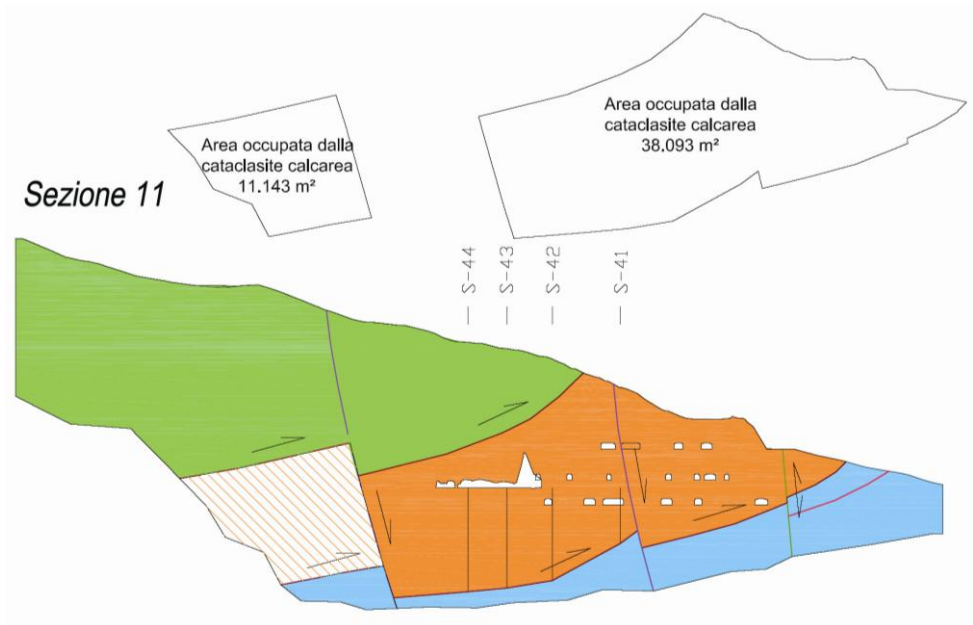 Area occupata dalla
cataclasite calcarea
11.143 m²
Area occupata dalla
cataclasite calcarea
38.093 m²
Sezione 11
S-44
S-43
S-42
S-41